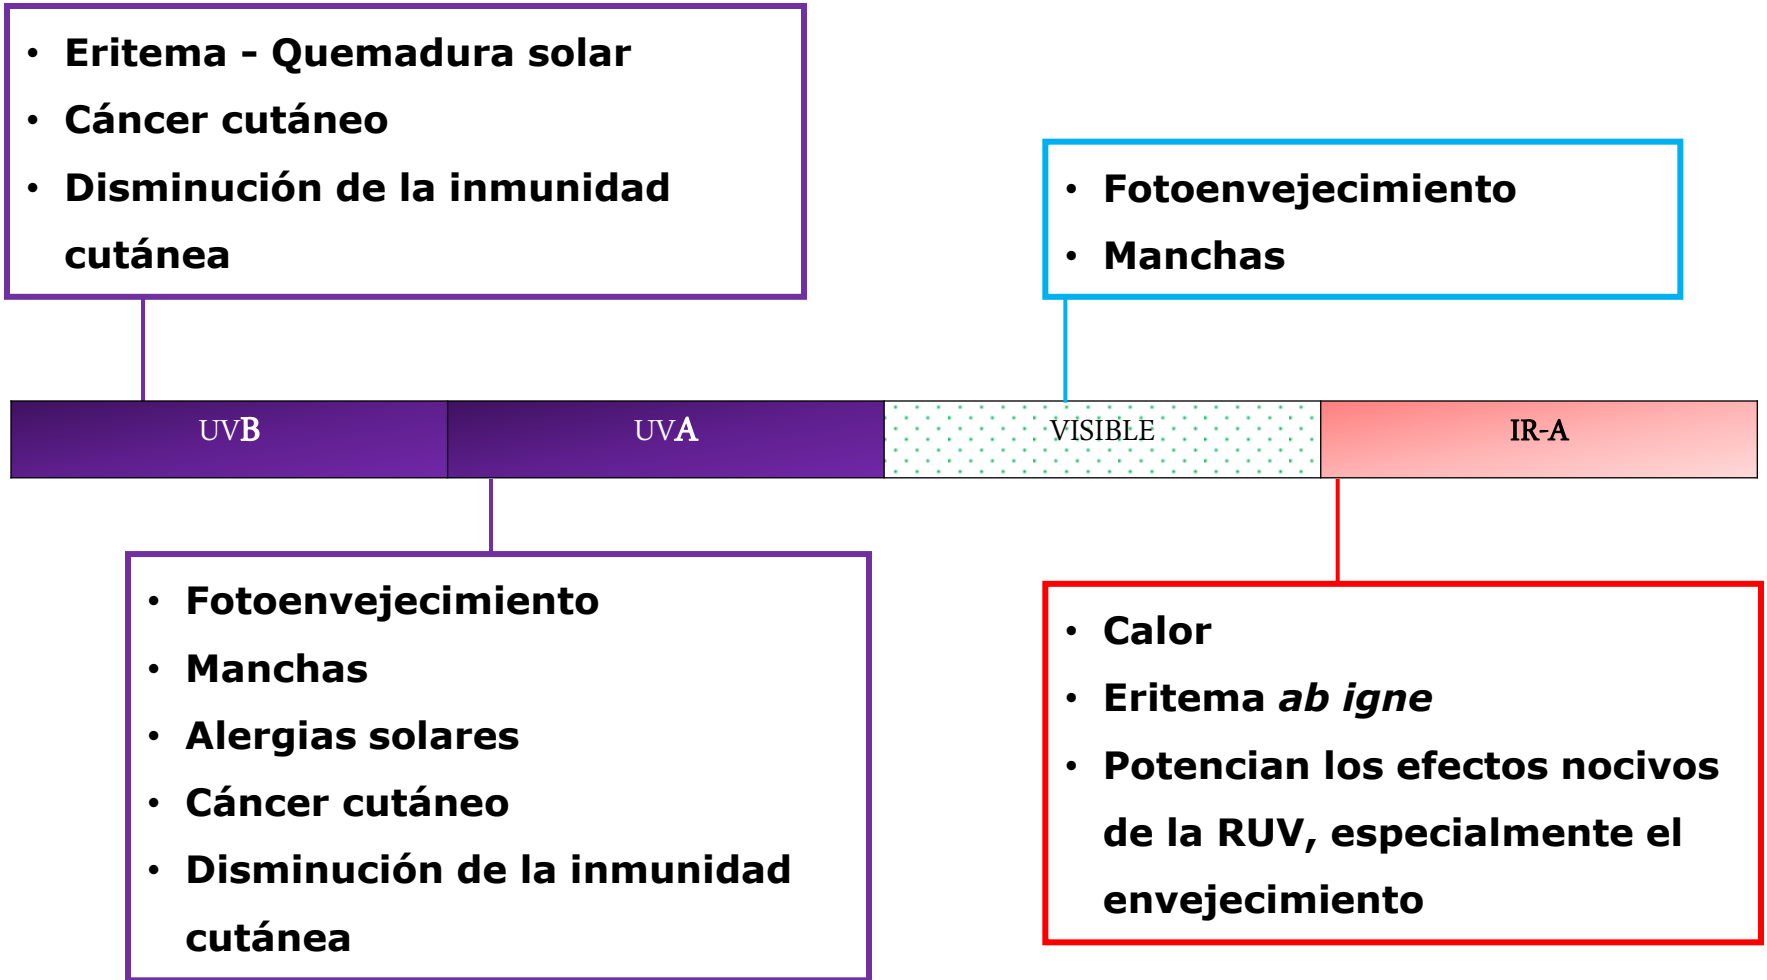 • Eritema - Quemadura solar
• Cáncer cutáneo
• Disminución de la inmunidad
cutánea
• Fotoenvejecimiento
• Manchas
UVB
UVA
VISIBLE
IR-A
• Fotoenvejecimiento
• Manchas
• Alergias solares
• Cáncer cutáneo
• Disminución de la inmunidad
cutánea
• Calor
• Eritema ab igne
• Potencian los efectos nocivos
de la RUV, especialmente el
envejecimiento